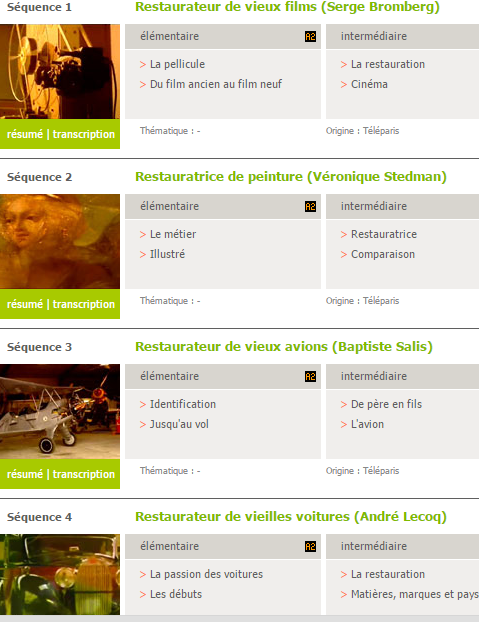 Séquence 1
Restaurateur de vieux films (Serge Bromberg)
élémentaire A2
intermédiaire
> La pellicule
> Du film ancien au film neuf
> La restauration
> Cinéma
résumé | transcription
Thématique : -
Origine : Téléparis
Séquence 2
Restauratrice de peinture (Véronique Stedman)
élémentaire A2
intermédiaire
> Le métier
> Illustré
> Restauratrice
> Comparaison
résumé | transcription
Thématique : -
Origine : Téléparis
Séquence 3
Restaurateur de vieux avions (Baptiste Salis)
élémentaire A2
intermédiaire
> Identification
> Jusqu'au vol
> De père en fils
> L'avion
résumé | transcription
Thématique : -
Origine : Téléparis
Séquence 4
Restaurateur de vieilles voitures (André Lecoq)
élémentaire A2
intermédiaire
> La passion des voitures
> Les débuts
> La restauration
> Matières, marques et pays